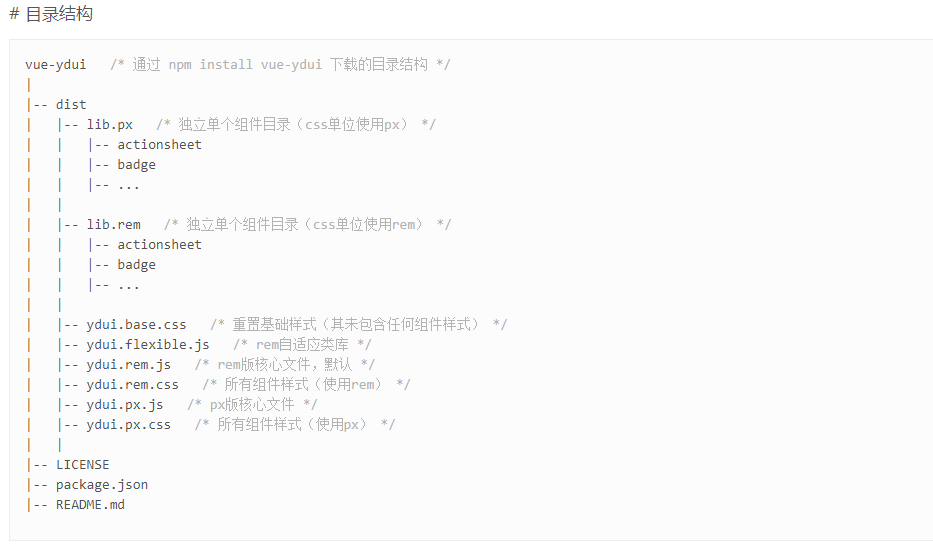 # 目录结构
vue-ydui   /* 通过 npm install vue-ydui 下载的目录结构 */
|
|-- dist
|   |-- lib.px   /* 独立单个组件目录（css单位使用px） */
|   |   |-- actionsheet
|   |   |-- badge
|   |   |-- ...
|   |
|   |-- lib.rem   /* 独立单个组件目录（css单位使用rem） */
|   |   |-- actionsheet
|   |   |-- badge
|   |   |-- ...
|   |
|   |-- ydui.base.css   /* 重置基础样式（其未包含任何组件样式） */
|   |-- ydui.flexible.js   /* rem自适应类库 */
|   |-- ydui.rem.js   /* rem版核心文件，默认 */
|   |-- ydui.rem.css   /* 所有组件样式（使用rem） */
|   |-- ydui.px.js   /* px版核心文件 */
|   |-- ydui.px.css   /* 所有组件样式（使用px） */
|   |
|-- LICENSE
|-- package.json
|-- README.md